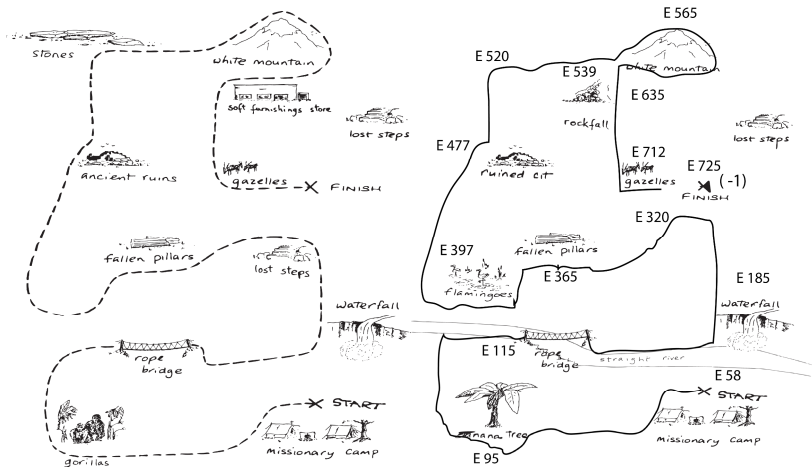 stones
white mountain
soft furnishings store
lost steps
ancient ruins
gazelles
FINISH
fallen pillars
lost steps
waterfall
rope
bridge
START
missionary camp
gorillas
E 565
E 520
white mountain
E 539
E 635
rockfall
lost steps
E 477
E 712
E 725
ruined cit
gazelles
(-1)
FINISH
E 320
fallen pillars
E 397
E 365
flamingoes
E 185
waterfall
E 115
rope
bridge
straight river
E 58
START
missionary camp
E 95